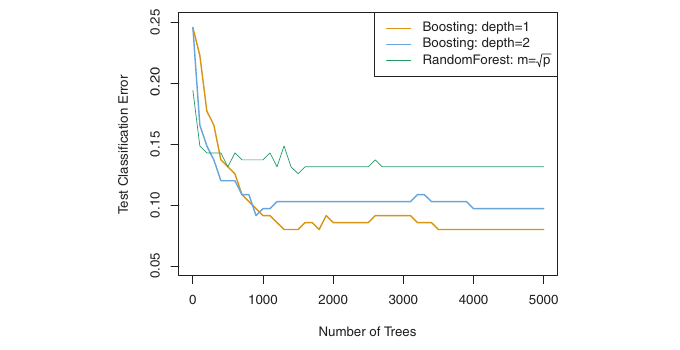 Boosting: depth=1
Boosting: depth=2
RandomForest: m=√p
Test Classification Error
0.25
0.20
0.15
0.10
0.05
0 1000 2000 3000 4000 5000
Number of Trees